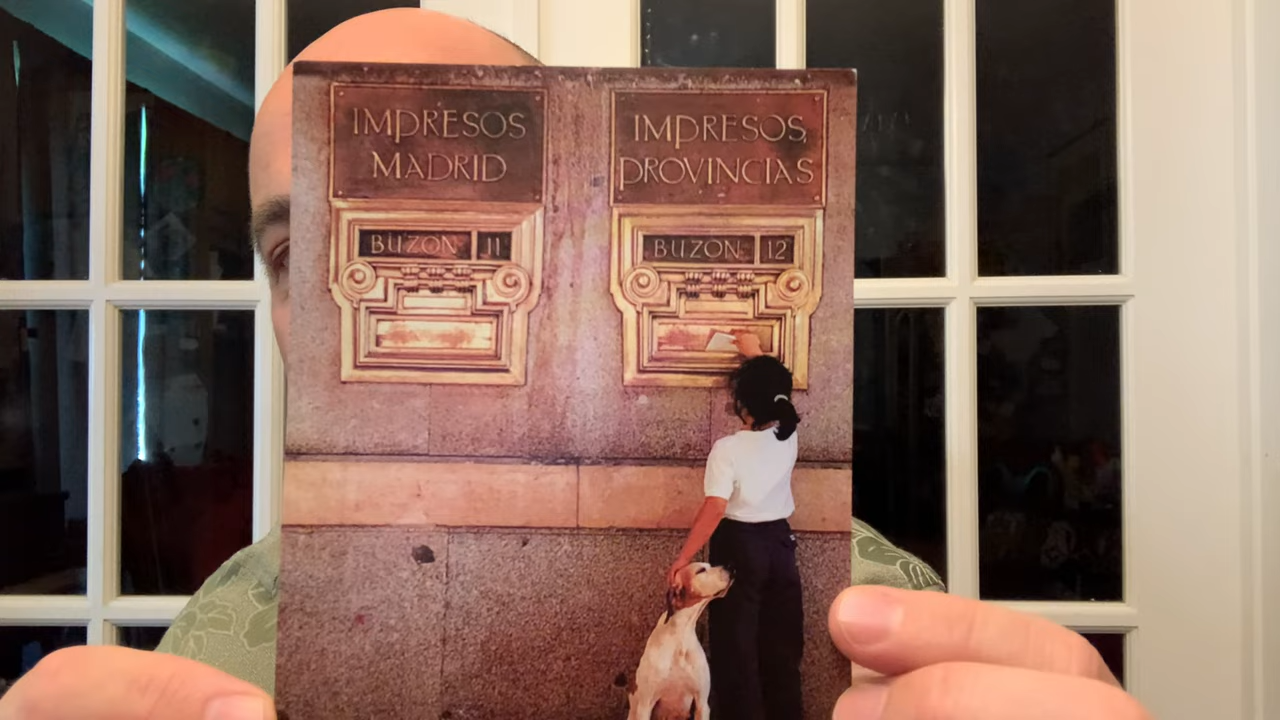 IMPRESOS
MADRID
BUZON 11
IMPRESOS
PROVINCIAS
BUZON 12